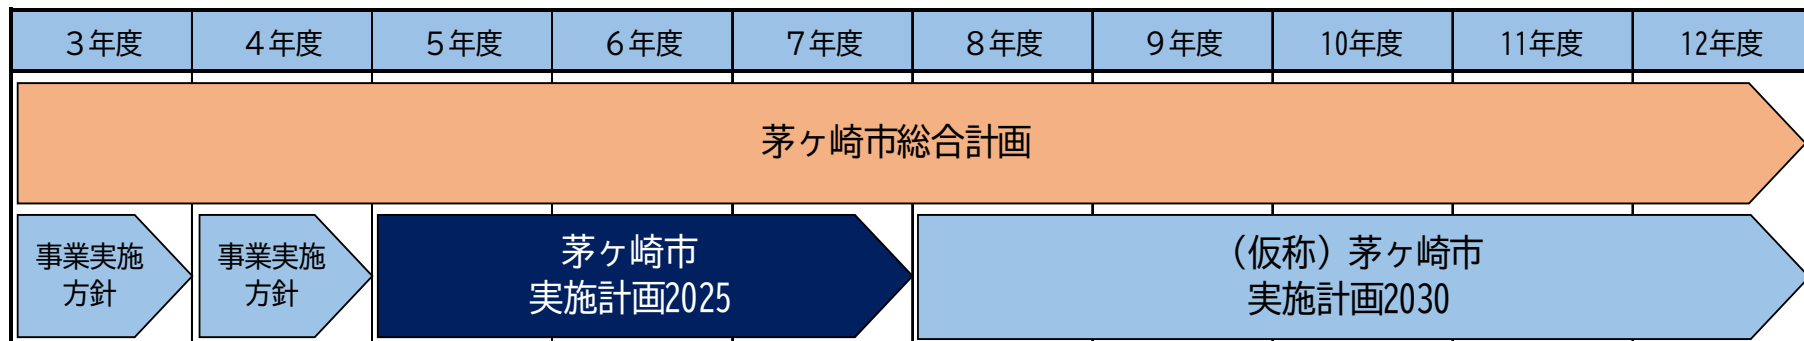 ３年度 ４年度 ５年度 ６年度 ７年度 ８年度 ９年度 10年度 11年度 12年度
茅ヶ崎市総合計画
事業実施
方針
事業実施
方針
茅ヶ崎市
実施計画2025
（仮称）茅ヶ崎市
実施計画2030